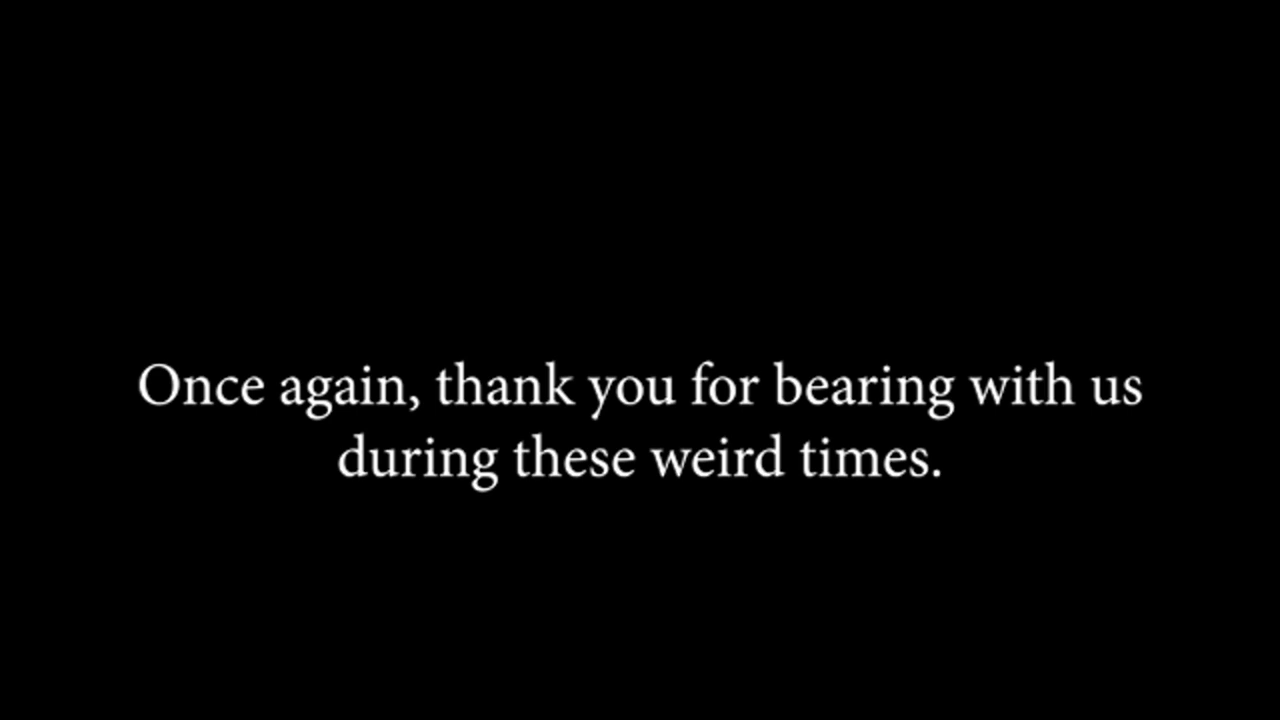 Once again, thank you for bearing with us
during these weird times.